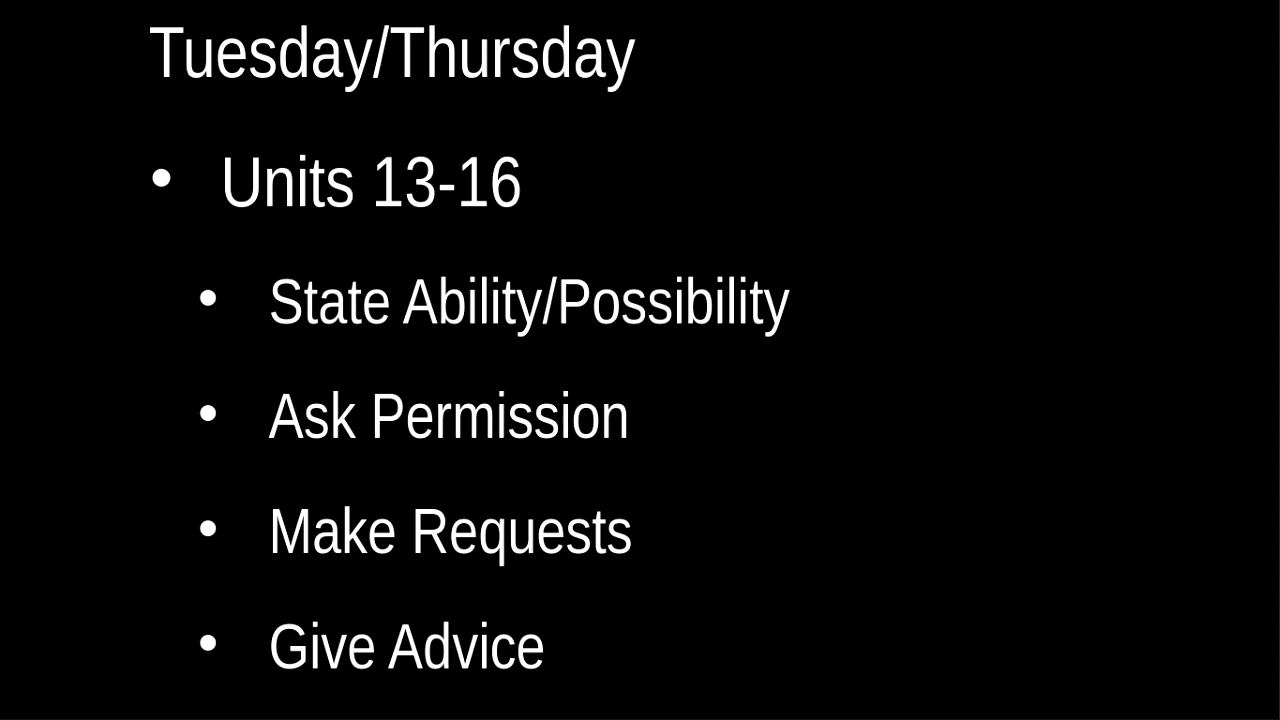 Tuesday/Thursday
• Units 13-16
• State Ability/Possibility
• Ask Permission
• Make Requests
• Give Advice